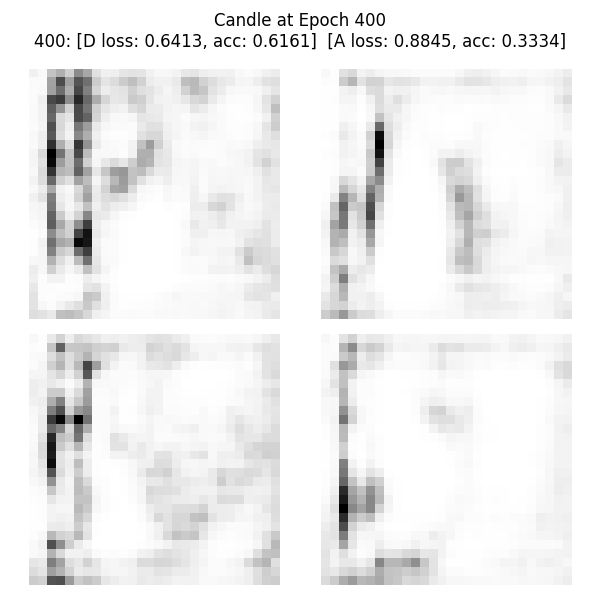 Candle at Epoch 400
400: [D loss: 0.6413, acc: 0.6161]  [A loss: 0.8845, acc: 0.3334]